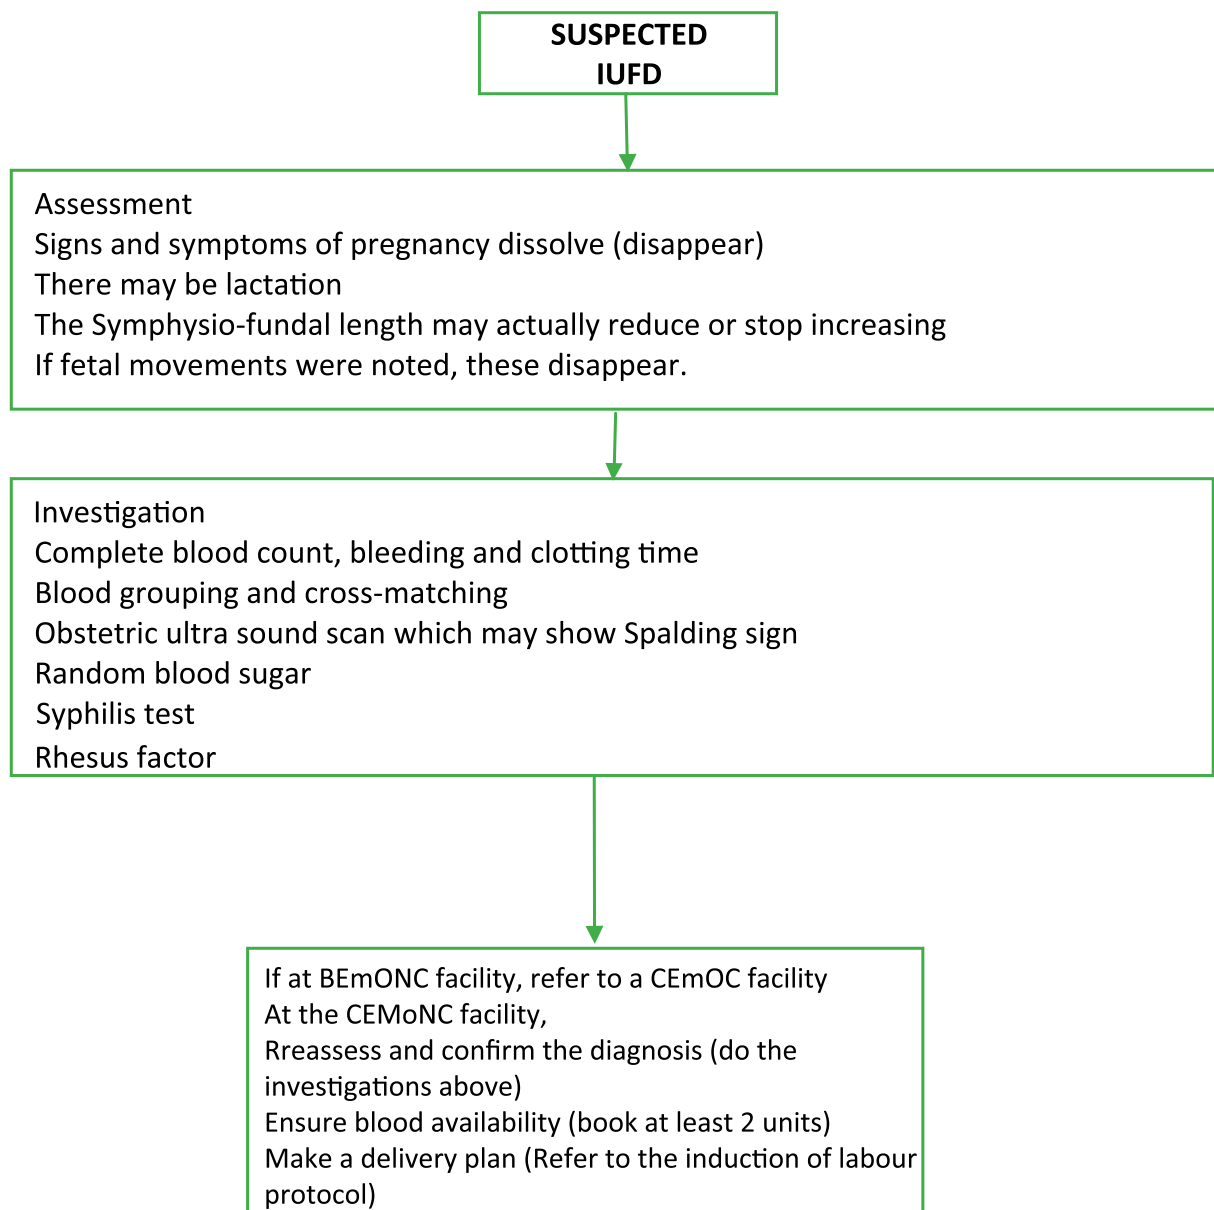 SUSPECTED
IUFD
Assessment
Signs and symptoms of pregnancy dissolve (disappear)
There may be lactation
The Symphysio-fundal length may actually reduce or stop increasing
If fetal movements were noted, these disappear.
Investigation
Complete blood count, bleeding and clotting time
Blood grouping and cross-matching
Obstetric ultra sound scan which may show Spalding sign
Random blood sugar
Syphilis test
Rhesus factor
If at BEmONC facility, refer to a CEmOC facility
At the CEMoNC facility,
Rreassess and confirm the diagnosis (do the
investigations above)
Ensure blood availability (book at least 2 units)
Make a delivery plan (Refer to the induction of labour
protocol)